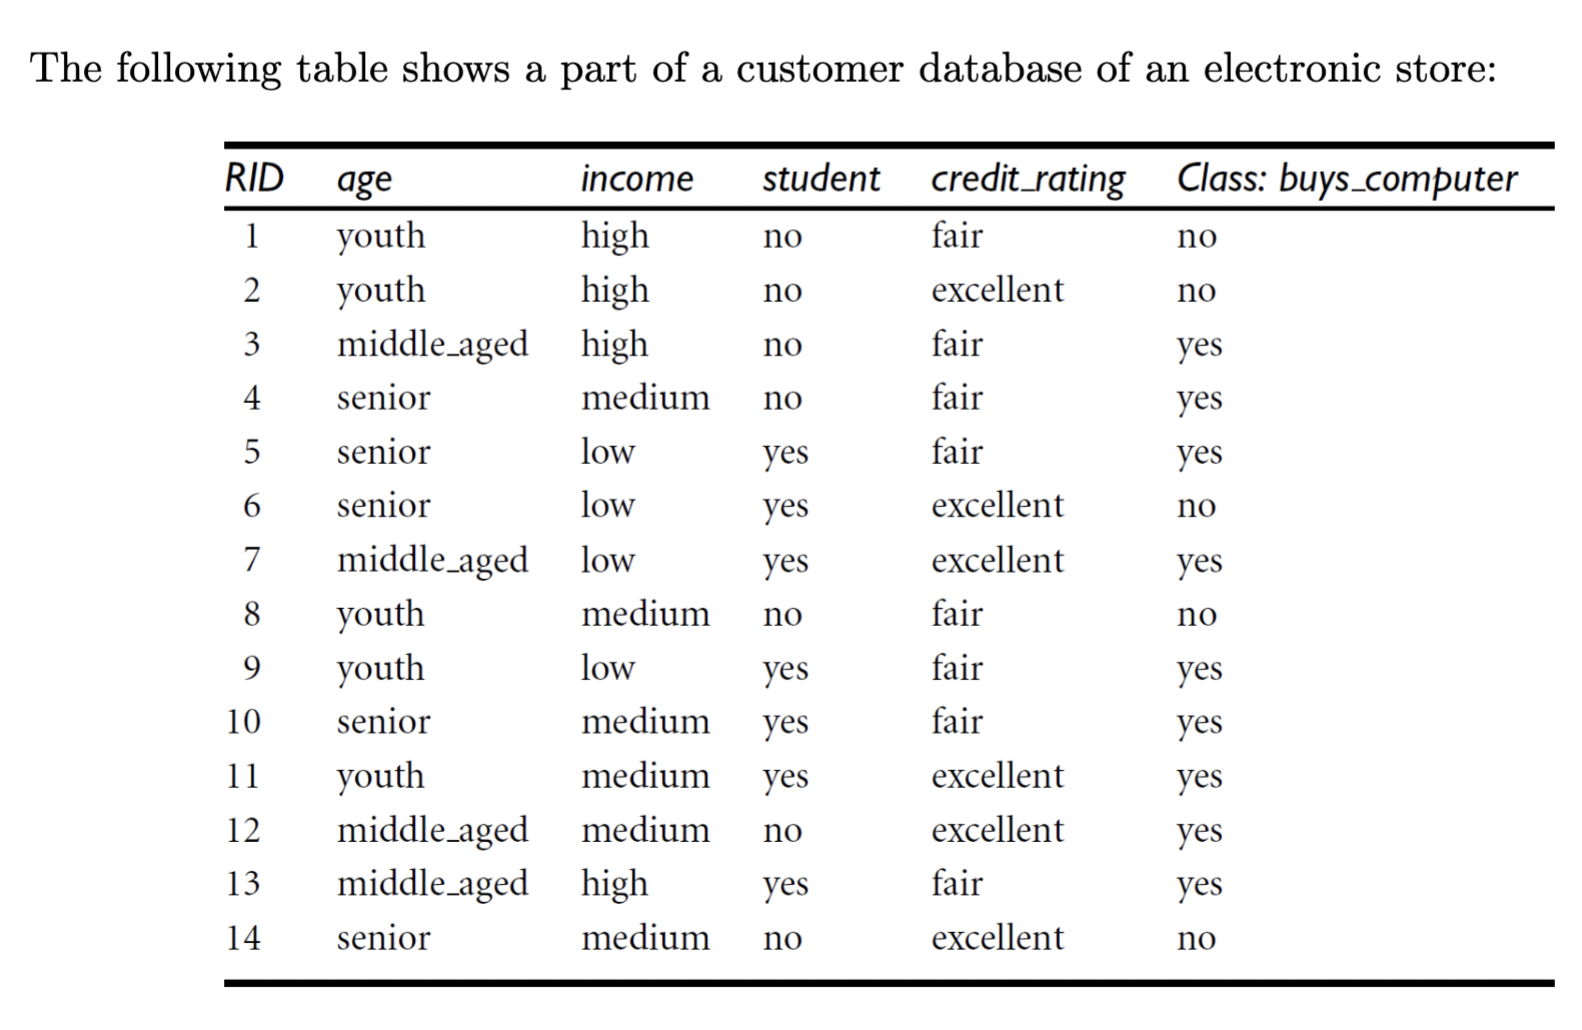 The following table shows a part of a customer database of an electronic store:
RID age income student credit_rating Class: buys_computer
1 youth high no fair no
2 youth high no excellent no
3 middle_aged high no fair yes
4 senior medium no fair yes
5 senior low yes fair yes
6 senior low yes excellent no
7 middle_aged low yes excellent yes
8 youth medium no fair no
9 youth low yes fair yes
10 senior medium yes fair yes
11 youth medium yes excellent yes
12 middle_aged medium no excellent yes
13 middle_aged high yes fair yes
14 senior medium no excellent no